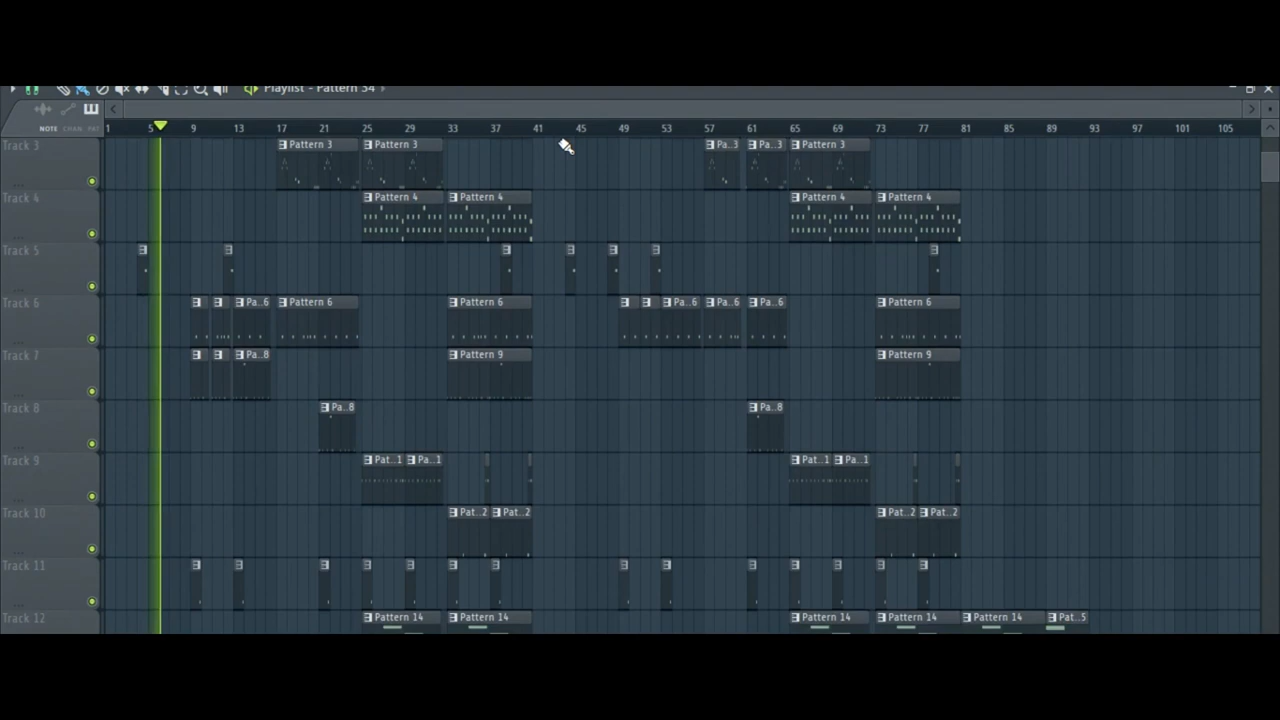 Playlist - Pattern 34
NOTE CHAN PAT
1 5 9 13 17 21 25 29 33 37 41 45 49 53 57 61 65 69 73 77 81 85 89 93 97 101 105
Track 3 Pattern 3 Pattern 3 Pa..3 Pa..3 Pattern 3
Track 4 Pattern 4 Pattern 4 Pattern 4 Pattern 4
Track 5
Track 6 Pa..6 Pattern 6 Pattern 6 Pa..6 Pa..6 Pa..6 Pattern 6
Track 7 Pa..8 Pattern 9 Pattern 9
Track 8 Pa..8 Pa..8
Track 9 Pat..1 Pa..1 Pat..1 Pa..1
Track 10 Pat..2 Pat..2 Pat..2 Pat..2
Track 11
Track 12 Pattern 14 Pattern 14 Pattern 14 Pattern 14 Pattern 14 Pat..5